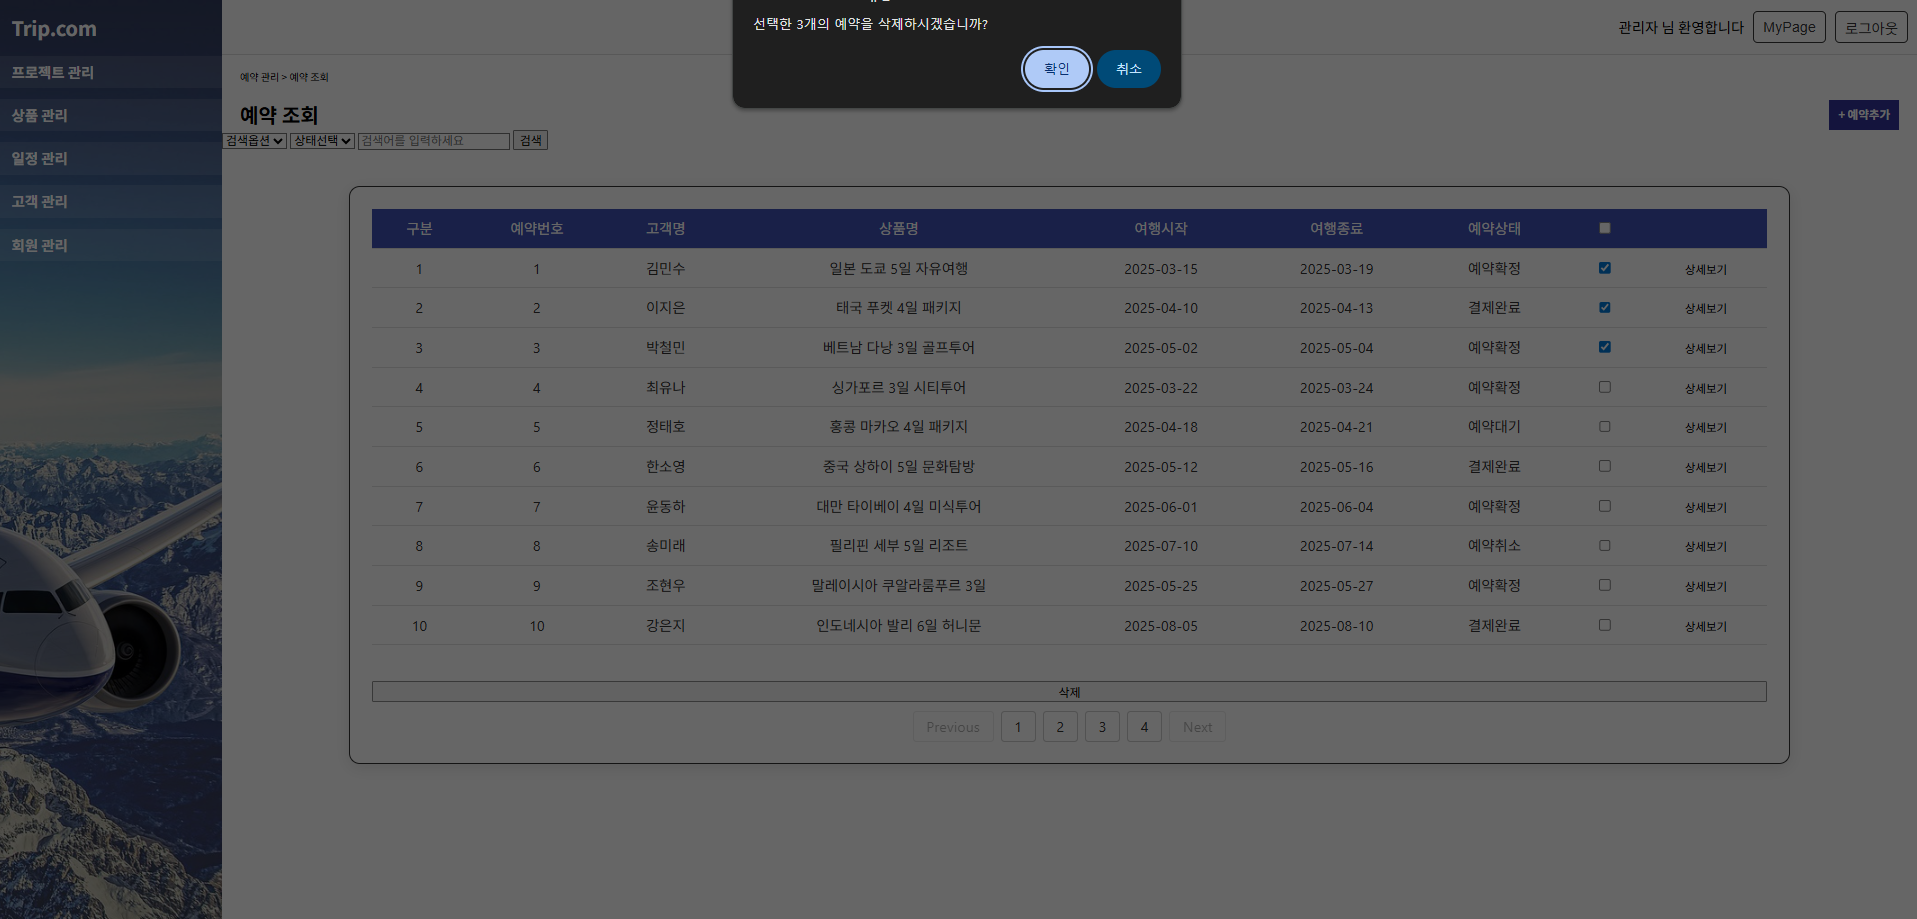 Trip.com
프로젝트 관리
상품 관리
일정 관리
고객 관리
회원 관리
선택한 3개의 예약을 삭제하시겠습니까?
확인 취소
관리자 님 환영합니다 MyPage 로그아웃
예약 관리 > 예약 조회
예약 조회
+ 예약추가
검색옵션 상태선택 검색어를 입력하세요 검색
구분 예약번호 고객명 상품명 여행시작 여행종료 예약상태
1 1 김민수 일본 도쿄 5일 자유여행 2025-03-15 2025-03-19 예약확정 상세보기
2 2 이지은 태국 푸켓 4일 패키지 2025-04-10 2025-04-13 결제완료 상세보기
3 3 박철민 베트남 다낭 3일 골프투어 2025-05-02 2025-05-04 예약확정 상세보기
4 4 최유나 싱가포르 3일 시티투어 2025-03-22 2025-03-24 예약확정 상세보기
5 5 정태호 홍콩 마카오 4일 패키지 2025-04-18 2025-04-21 예약대기 상세보기
6 6 한소영 중국 상하이 5일 문화탐방 2025-05-12 2025-05-16 결제완료 상세보기
7 7 윤동하 대만 타이베이 4일 미식투어 2025-06-01 2025-06-04 예약확정 상세보기
8 8 송미래 필리핀 세부 5일 리조트 2025-07-10 2025-07-14 예약취소 상세보기
9 9 조현우 말레이시아 쿠알라룸푸르 3일 2025-05-25 2025-05-27 예약확정 상세보기
10 10 강은지 인도네시아 발리 6일 허니문 2025-08-05 2025-08-10 결제완료 상세보기
삭제
Previous 1 2 3 4 Next